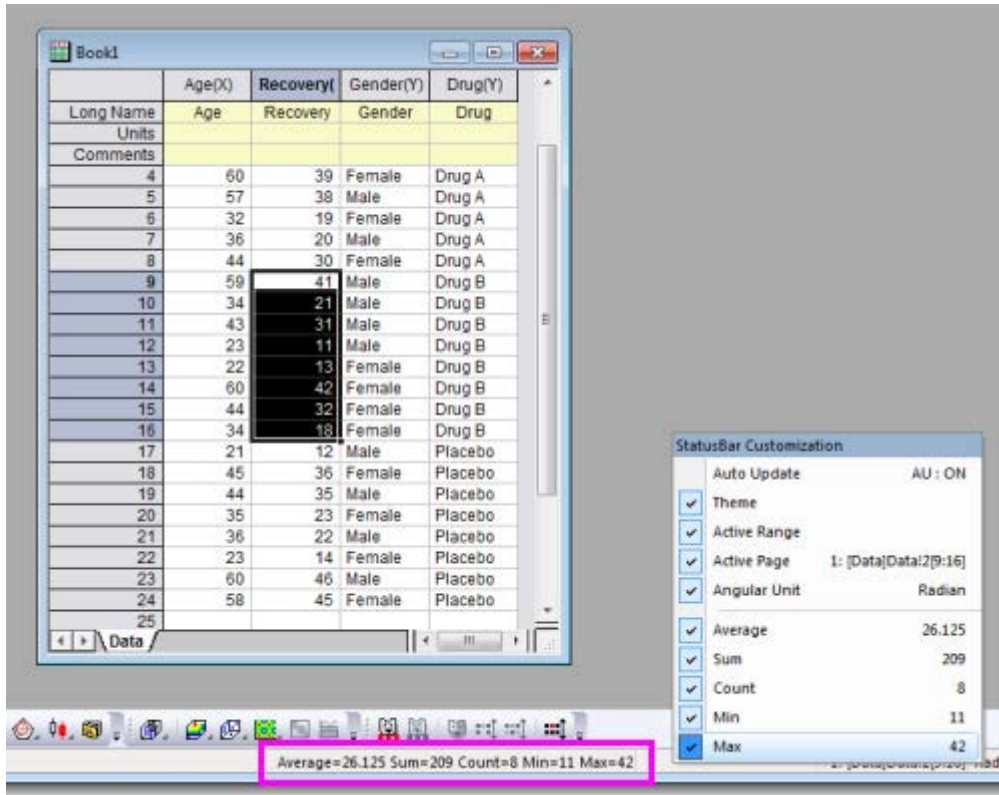 Book1
Age(X) Recovery( Gender(Y) Drug(Y)
Long Name Age Recovery Gender Drug
Units
Comments
4 60 39 Female Drug A
5 57 38 Male Drug A
6 32 19 Female Drug A
7 36 20 Male Drug A
8 44 30 Female Drug A
9 59 41 Male Drug B
10 34 21 Male Drug B
11 43 31 Male Drug B
12 23 11 Male Drug B
13 22 13 Female Drug B
14 60 42 Female Drug B
15 44 32 Female Drug B
16 34 18 Female Drug B
17 21 12 Male Placebo
18 45 36 Female Placebo
19 44 35 Male Placebo
20 35 23 Female Placebo
21 36 22 Male Placebo
22 23 14 Female Placebo
23 60 46 Male Placebo
24 58 45 Female Placebo
25
Data
StatusBar Customization
Auto Update AU : ON
Theme
Active Range
Active Page 1: [Data]Data!2[9:16]
Angular Unit Radian
Average 26.125
Sum 209
Count 8
Min 11
Max 42
Average=26.125 Sum=209 Count=8 Min=11 Max=42